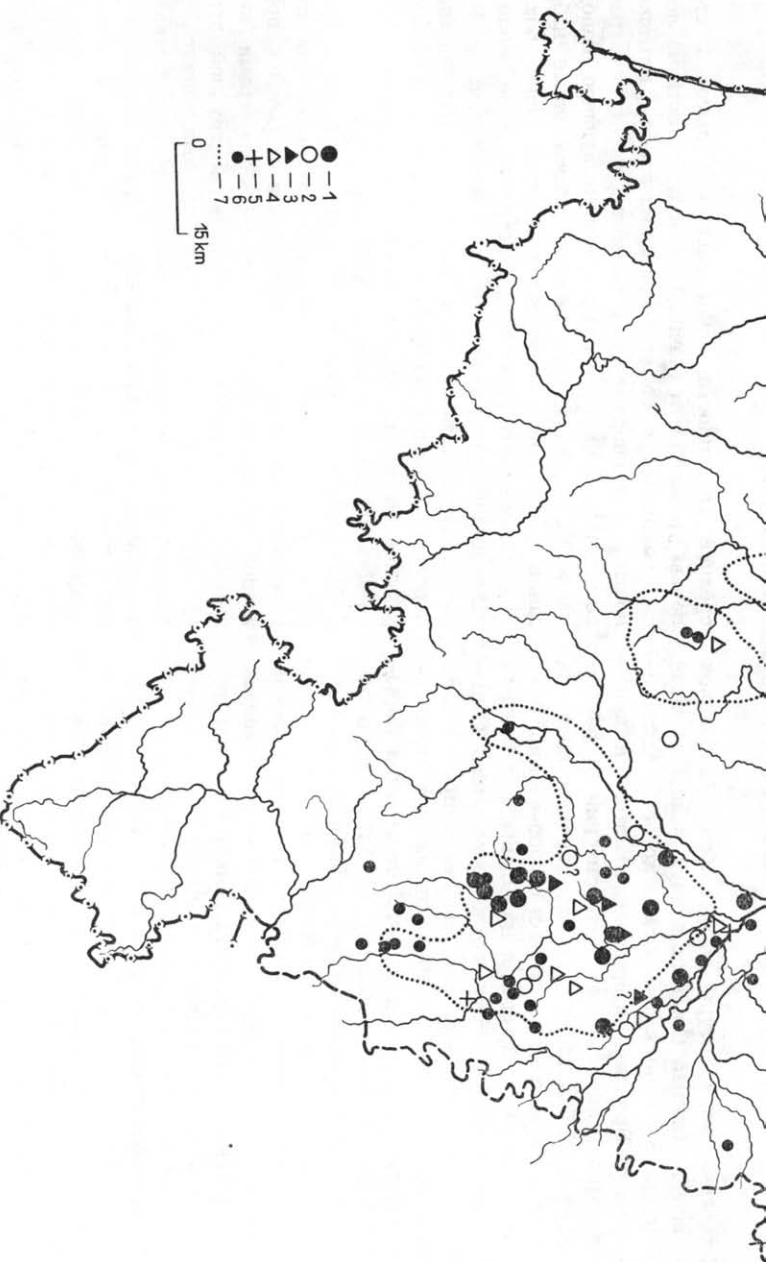 ● – 1
○ – 2
▲ – 3
△ – 4
+ – 5
● – 6
⋯⋯ – 7
0 15 km
?
?